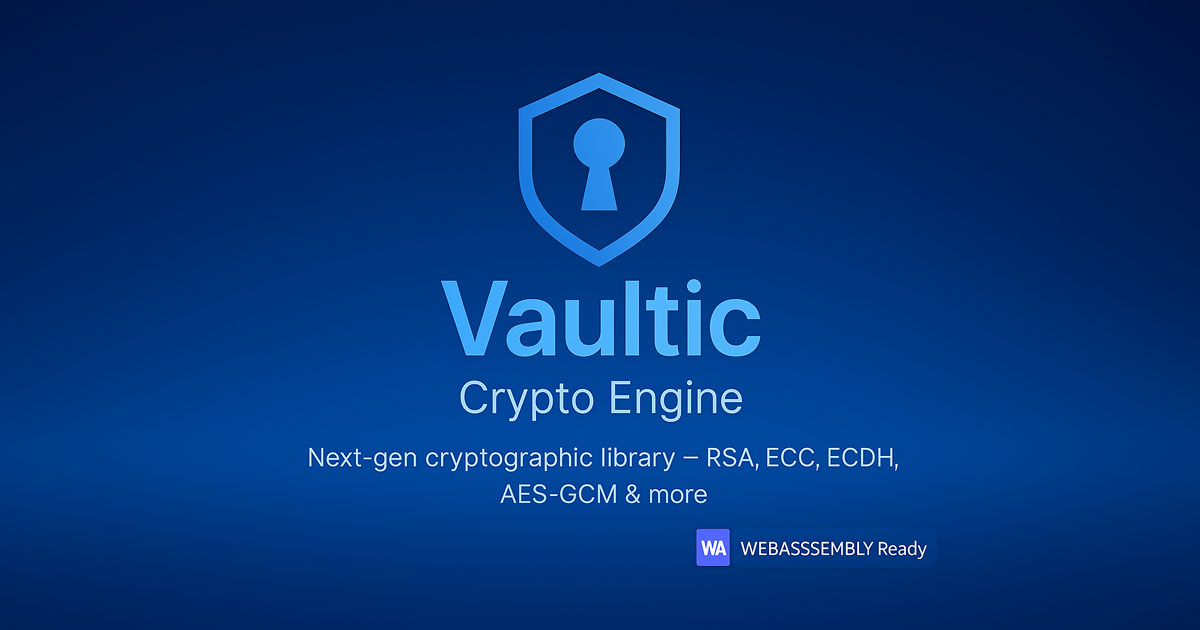 Vaultic
Crypto Engine
Next-gen cryptographic library – RSA, ECC, ECDH,
AES-GCM & more
WA WEBASSSEMBLY Ready